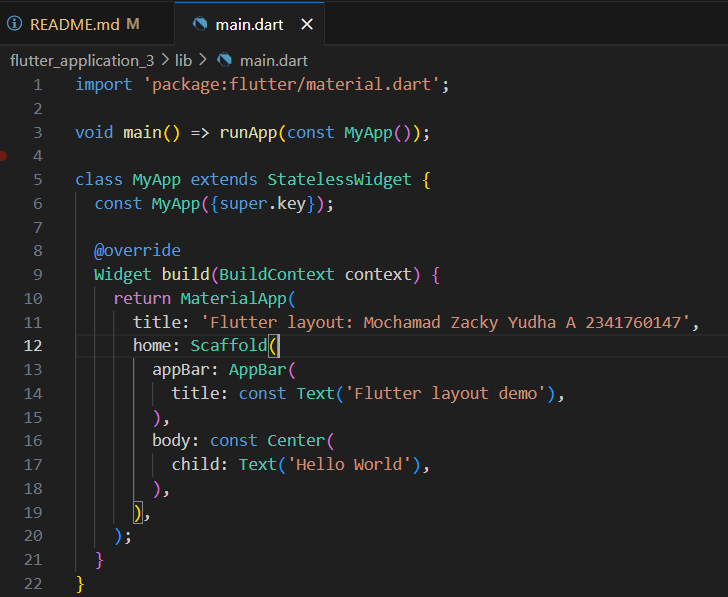 README.md M
main.dart
flutter_application_3 > lib > main.dart
1 import 'package:flutter/material.dart';
2
3 void main() => runApp(const MyApp());
4
5 class MyApp extends StatelessWidget {
6   const MyApp({super.key});
7
8   @override
9   Widget build(BuildContext context) {
10     return MaterialApp(
11       title: 'Flutter layout: Mochamad Zacky Yudha A 2341760147',
12       home: Scaffold(
13         appBar: AppBar(
14           title: const Text('Flutter layout demo'),
15         ),
16         body: const Center(
17           child: Text('Hello World'),
18         ),
19       ),
20     );
21   }
22 }